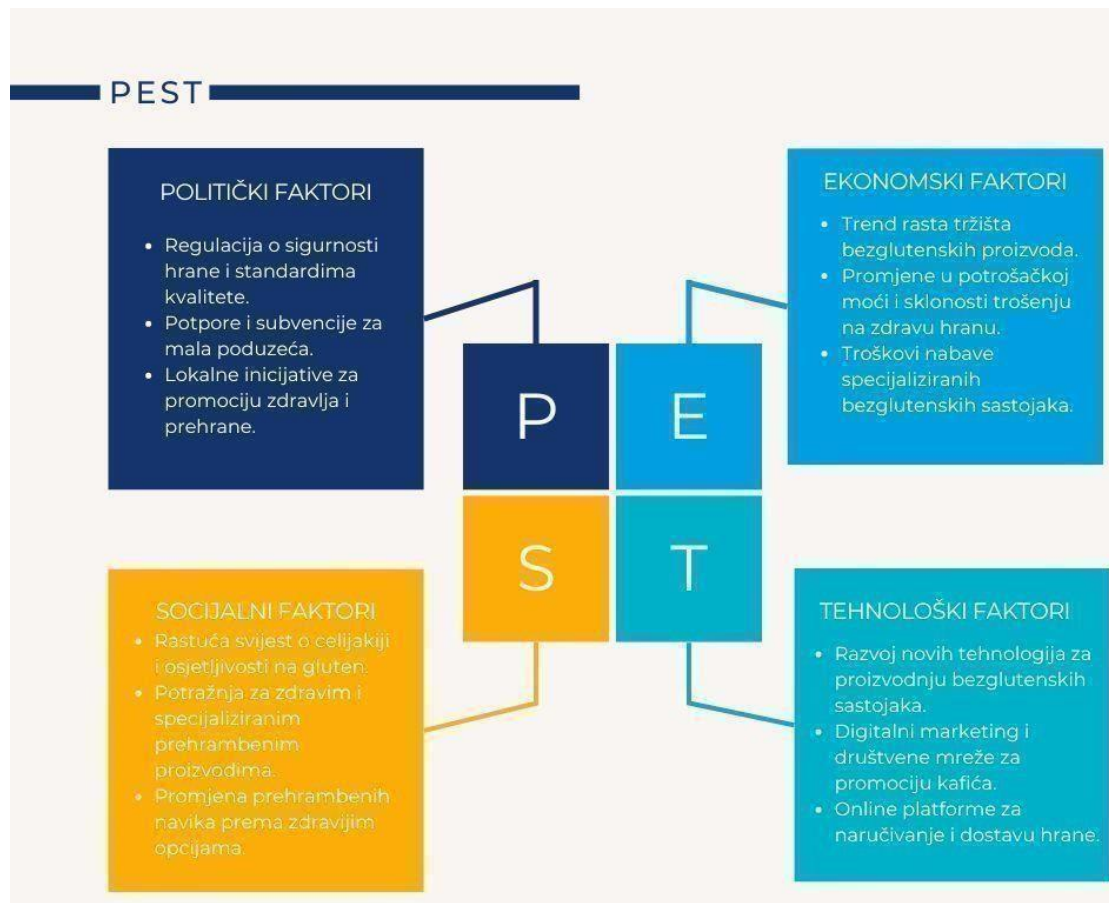 PEST
POLITIČKI FAKTORI
• Regulacija o sigurnosti
hrane i standardima
kvalitete.
• Potpore i subvencije za
mala poduzeća.
• Lokalne inicijative za
promociju zdravlja i
prehrane.
EKONOMSKI FAKTORI
• Trend rasta tržišta
bezglutenskih proizvoda.
• Promjene u potrošačkoj
moći i sklonosti trošenju
na zdravu hranu.
• Troškovi nabave
specijaliziranih
bezglutenskih sastojaka.
P
E
S
T
SOCIJALNI FAKTORI
• Rastuća svijest o celijakiji
i osjetljivosti na gluten.
• Potražnja za zdravim i
specijaliziranim
prehrambenim
proizvodima.
• Promjena prehrambenih
navika prema zdravijim
opcijama.
TEHNOLOŠKI FAKTORI
• Razvoj novih tehnologija za
proizvodnju bezglutenskih
sastojaka.
• Digitalni marketing i
društvene mreže za
promociju kafića.
• Online platforme za
naručivanje i dostavu hrane.